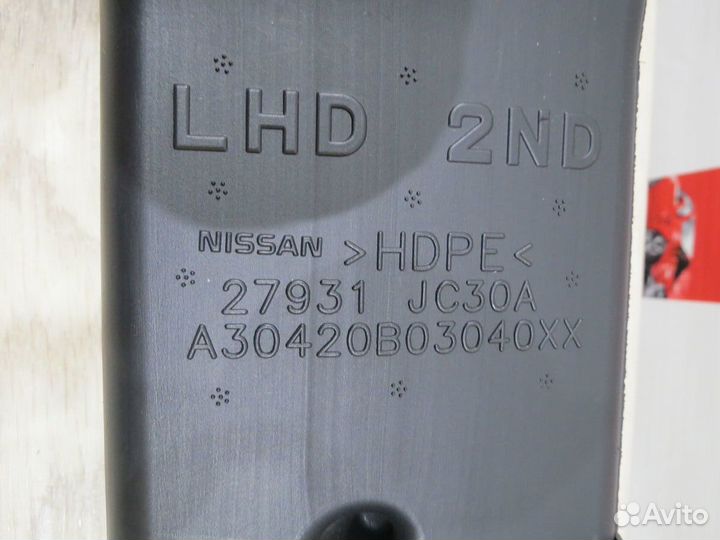 LHD 2ND
NISSAN >HDPE<
27931 JC30A
A30420B03040XX
Avito